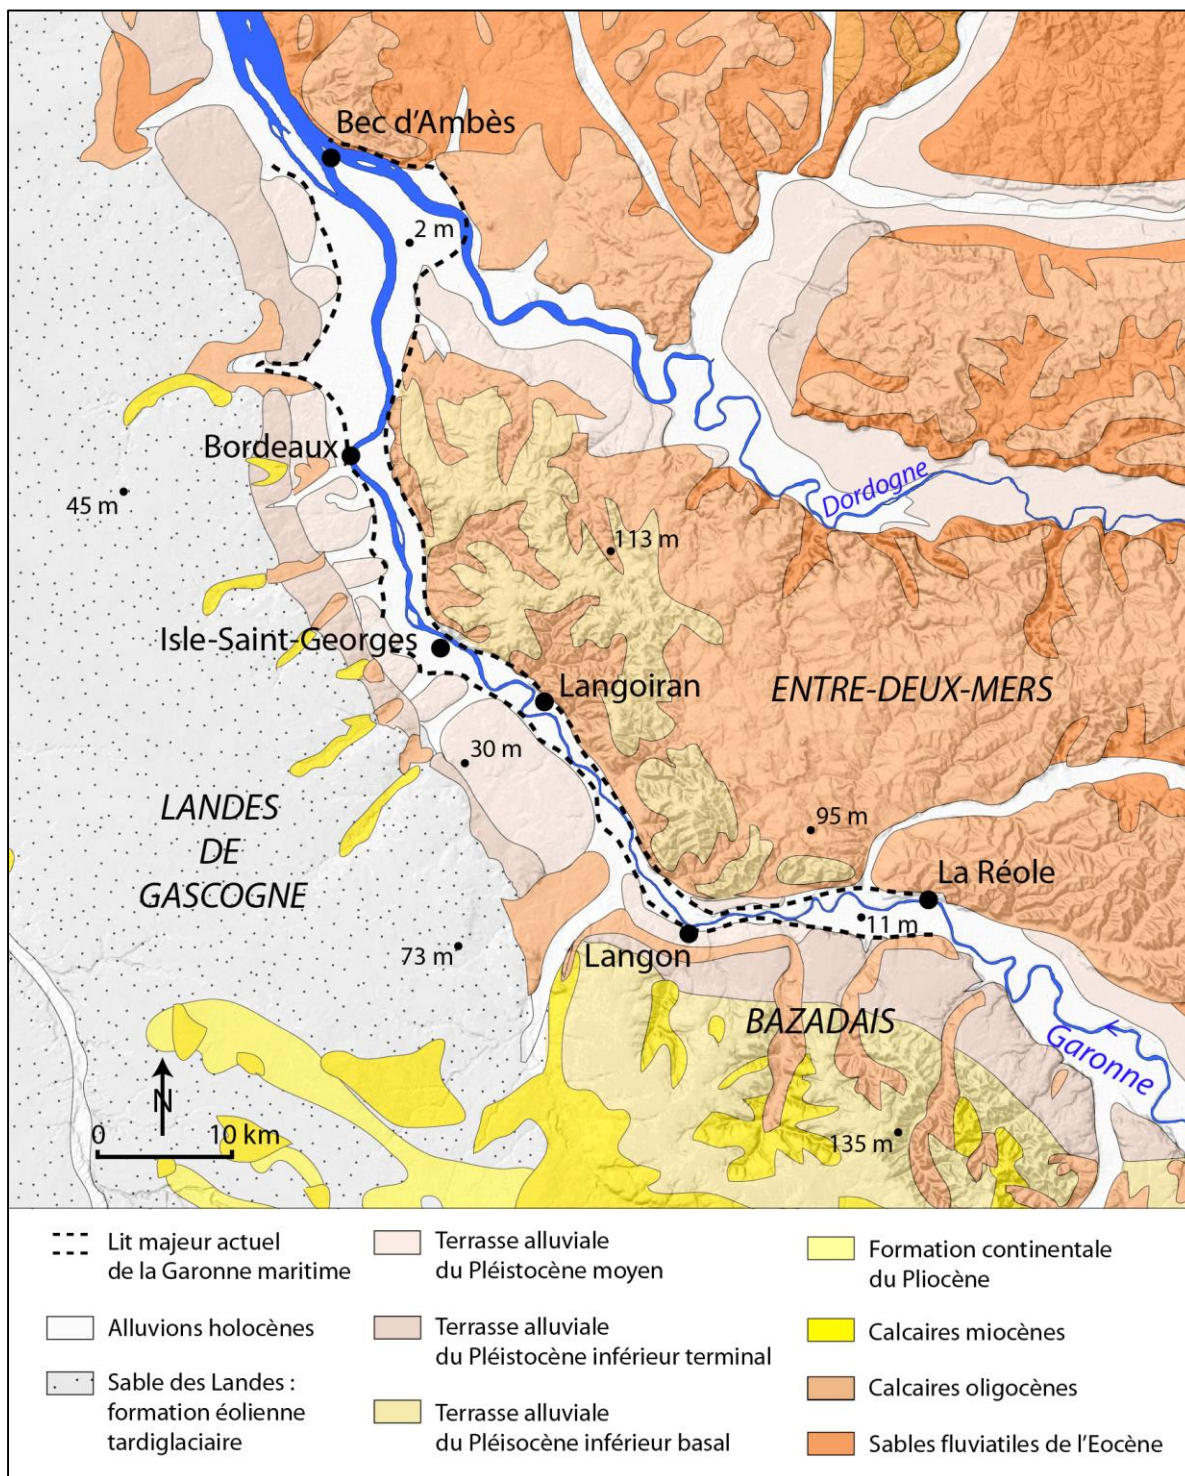 Bec d'Ambès
2 m
Bordeaux
45 m
Dordogne
113 m
Isle-Saint-Georges
Langoiran
ENTRE-DEUX-MERS
30 m
LANDES
DE
GASCOGNE
95 m
La Réole
11 m
73 m
Langon
BAZADAIS
Garonne
N
0 10 km
135 m
Lit majeur actuel
de la Garonne maritime
Alluvions holocènes
Sable des Landes :
formation éolienne
tardiglaciaire
Terrasse alluviale
du Pléistocène moyen
Terrasse alluviale
du Pléistocène inférieur terminal
Terrasse alluviale
du Pléisocène inférieur basal
Formation continentale
du Pliocène
Calcaires miocènes
Calcaires oligocènes
Sables fluviatiles de l'Eocène